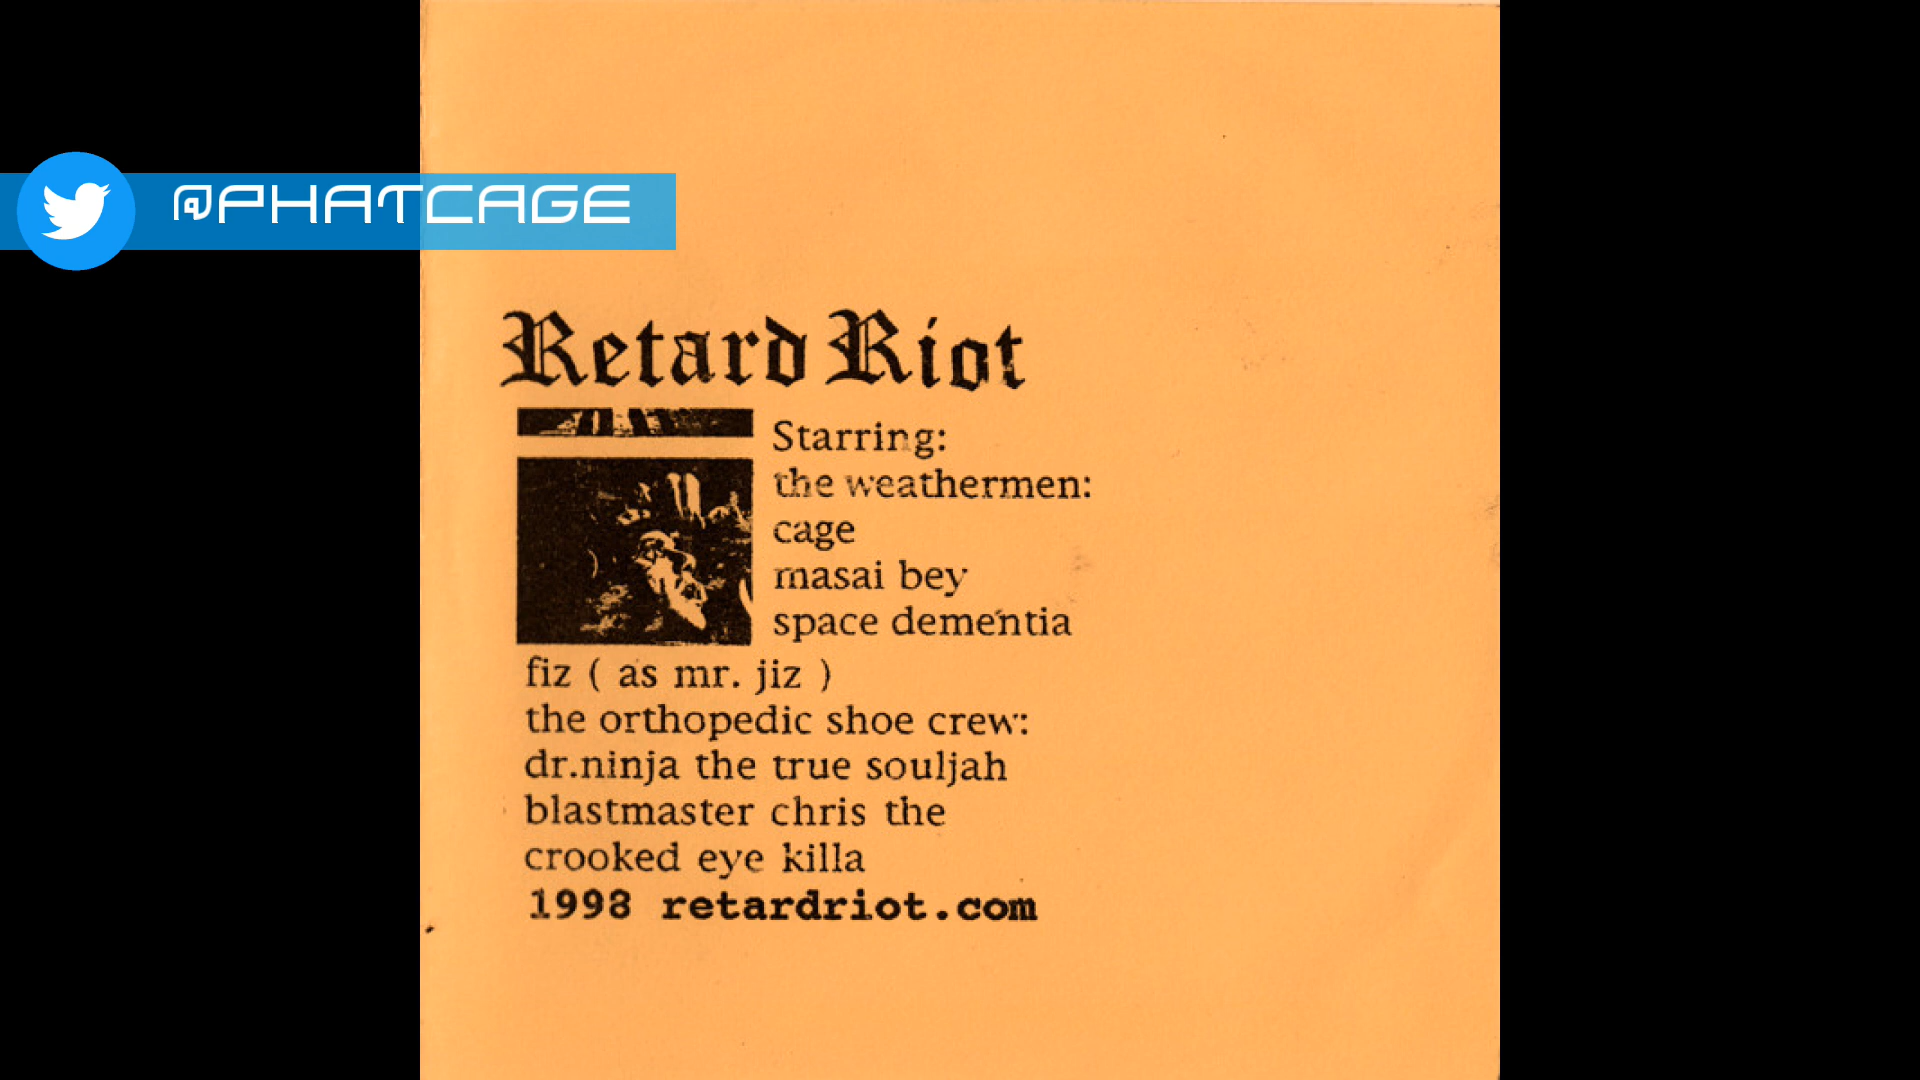 @PHATCAGE
Retard Riot
Starring:
the weathermen:
cage
masai bey
space dementia
fiz ( as mr. jiz )
the orthopedic shoe crew:
dr.ninja the true souljah
blastmaster chris the
crooked eye killa
1998 retardriot.com